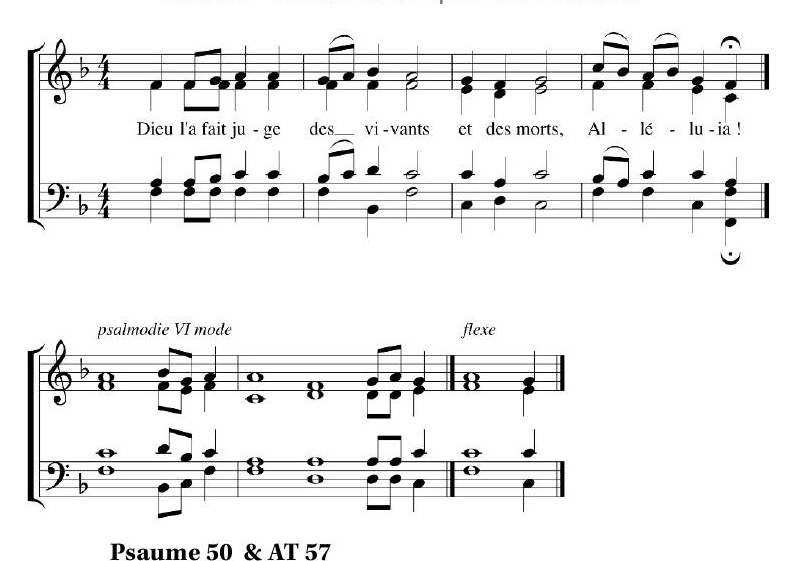 Dieu l'a fait ju - ge des__ vi - vants et des morts, Al - lé - lu - ia !
psalmodie VI mode flexe
Psaume 50 & AT 57